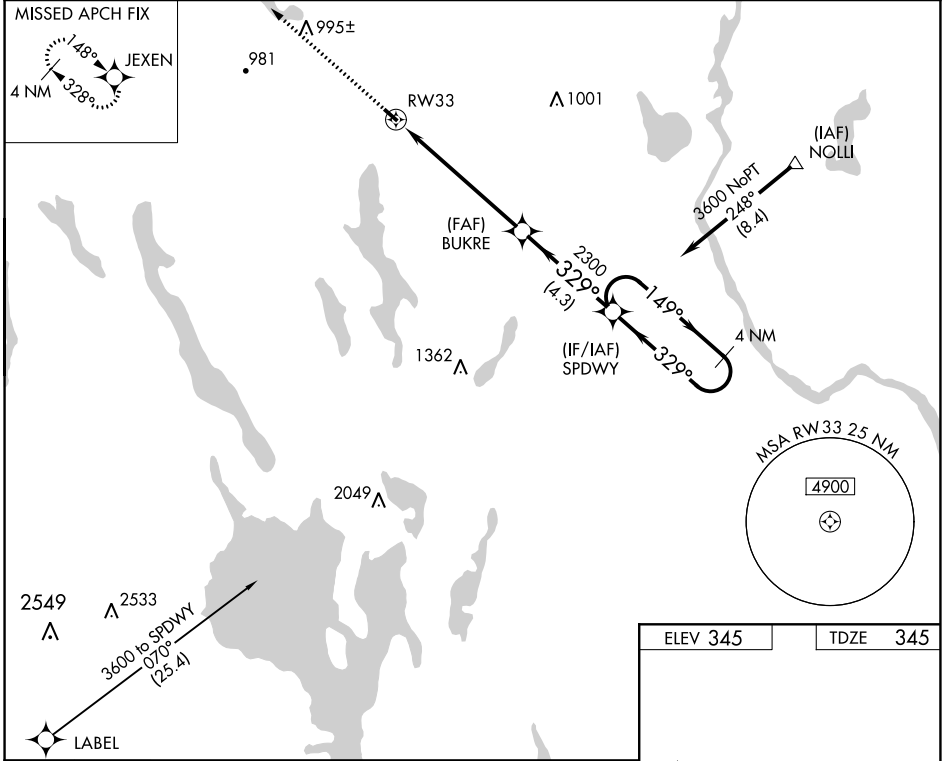 MISSED APCH FIX
148°
JEXEN
4 NM
328°
995±
981
RW33
1001
(IAF)
NOLLI
3600 NoPT
248°
(8.4)
(FAF)
BUKRE
2300
329°
(4.3)
149°
4 NM
(IF/IAF)
SPDWY
329°
1362
MSA RW33 25 NM
4900
2049
2549
2533
3600 to SPDWY
070°
(25.4)
LABEL
ELEV 345
TDZE 345